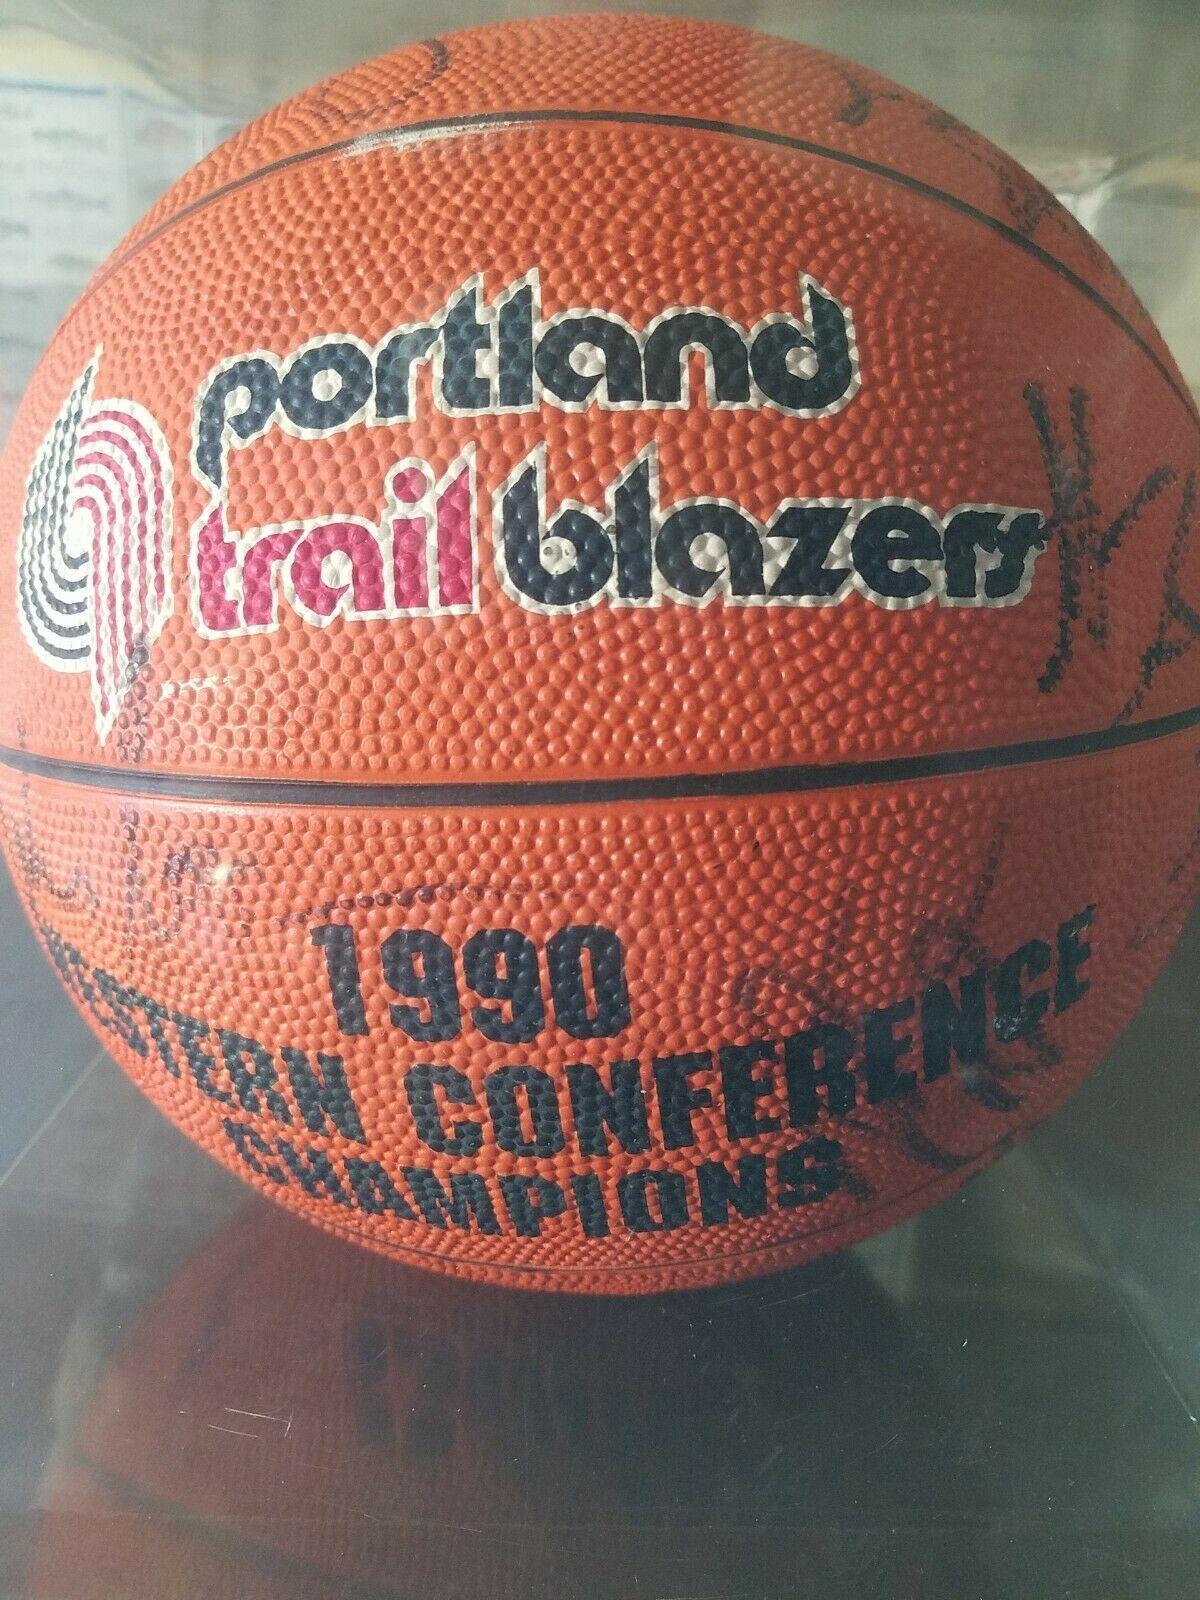 portland
trail blazers
1990
WESTERN CONFERENCE
CHAMPIONS